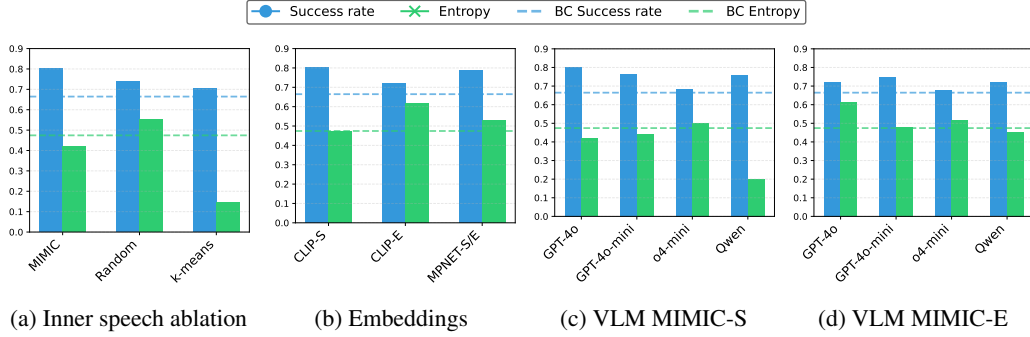 Success rate Entropy BC Success rate BC Entropy
0.9
0.8
0.7
0.6
0.5
0.4
0.3
0.2
0.1
0.0
MIMIC
Random
k-means
(a) Inner speech ablation
0.9
0.8
0.7
0.6
0.5
0.4
0.3
0.2
0.1
0.0
CLIP-S
CLIP-E
MPNET-S/E
(b) Embeddings
0.9
0.8
0.7
0.6
0.5
0.4
0.3
0.2
0.1
0.0
GPT-4o
GPT-4o-mini
o4-mini
Qwen
(c) VLM MIMIC-S
0.9
0.8
0.7
0.6
0.5
0.4
0.3
0.2
0.1
0.0
GPT-4o
GPT-4o-mini
o4-mini
Qwen
(d) VLM MIMIC-E